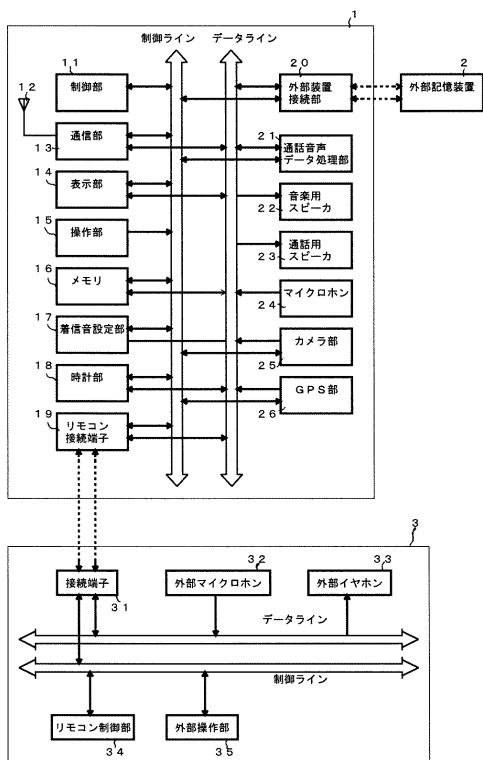 1
制御ライン
データライン
11
制御部
12
通信部
13
14
表示部
15
操作部
16
メモリ
17
着信音設定部
18
時計部
19
リモコン
接続端子
20
外部装置
接続部
2
外部記憶装置
21
通話音声
データ処理部
音楽用
スピーカ
22
通話用
スピーカ
23
マイクロホン
24
カメラ部
25
GPS部
26
3
接続端子
31
32
外部マイクロホン
33
外部イヤホン
データライン
制御ライン
リモコン制御部
34
外部操作部
35